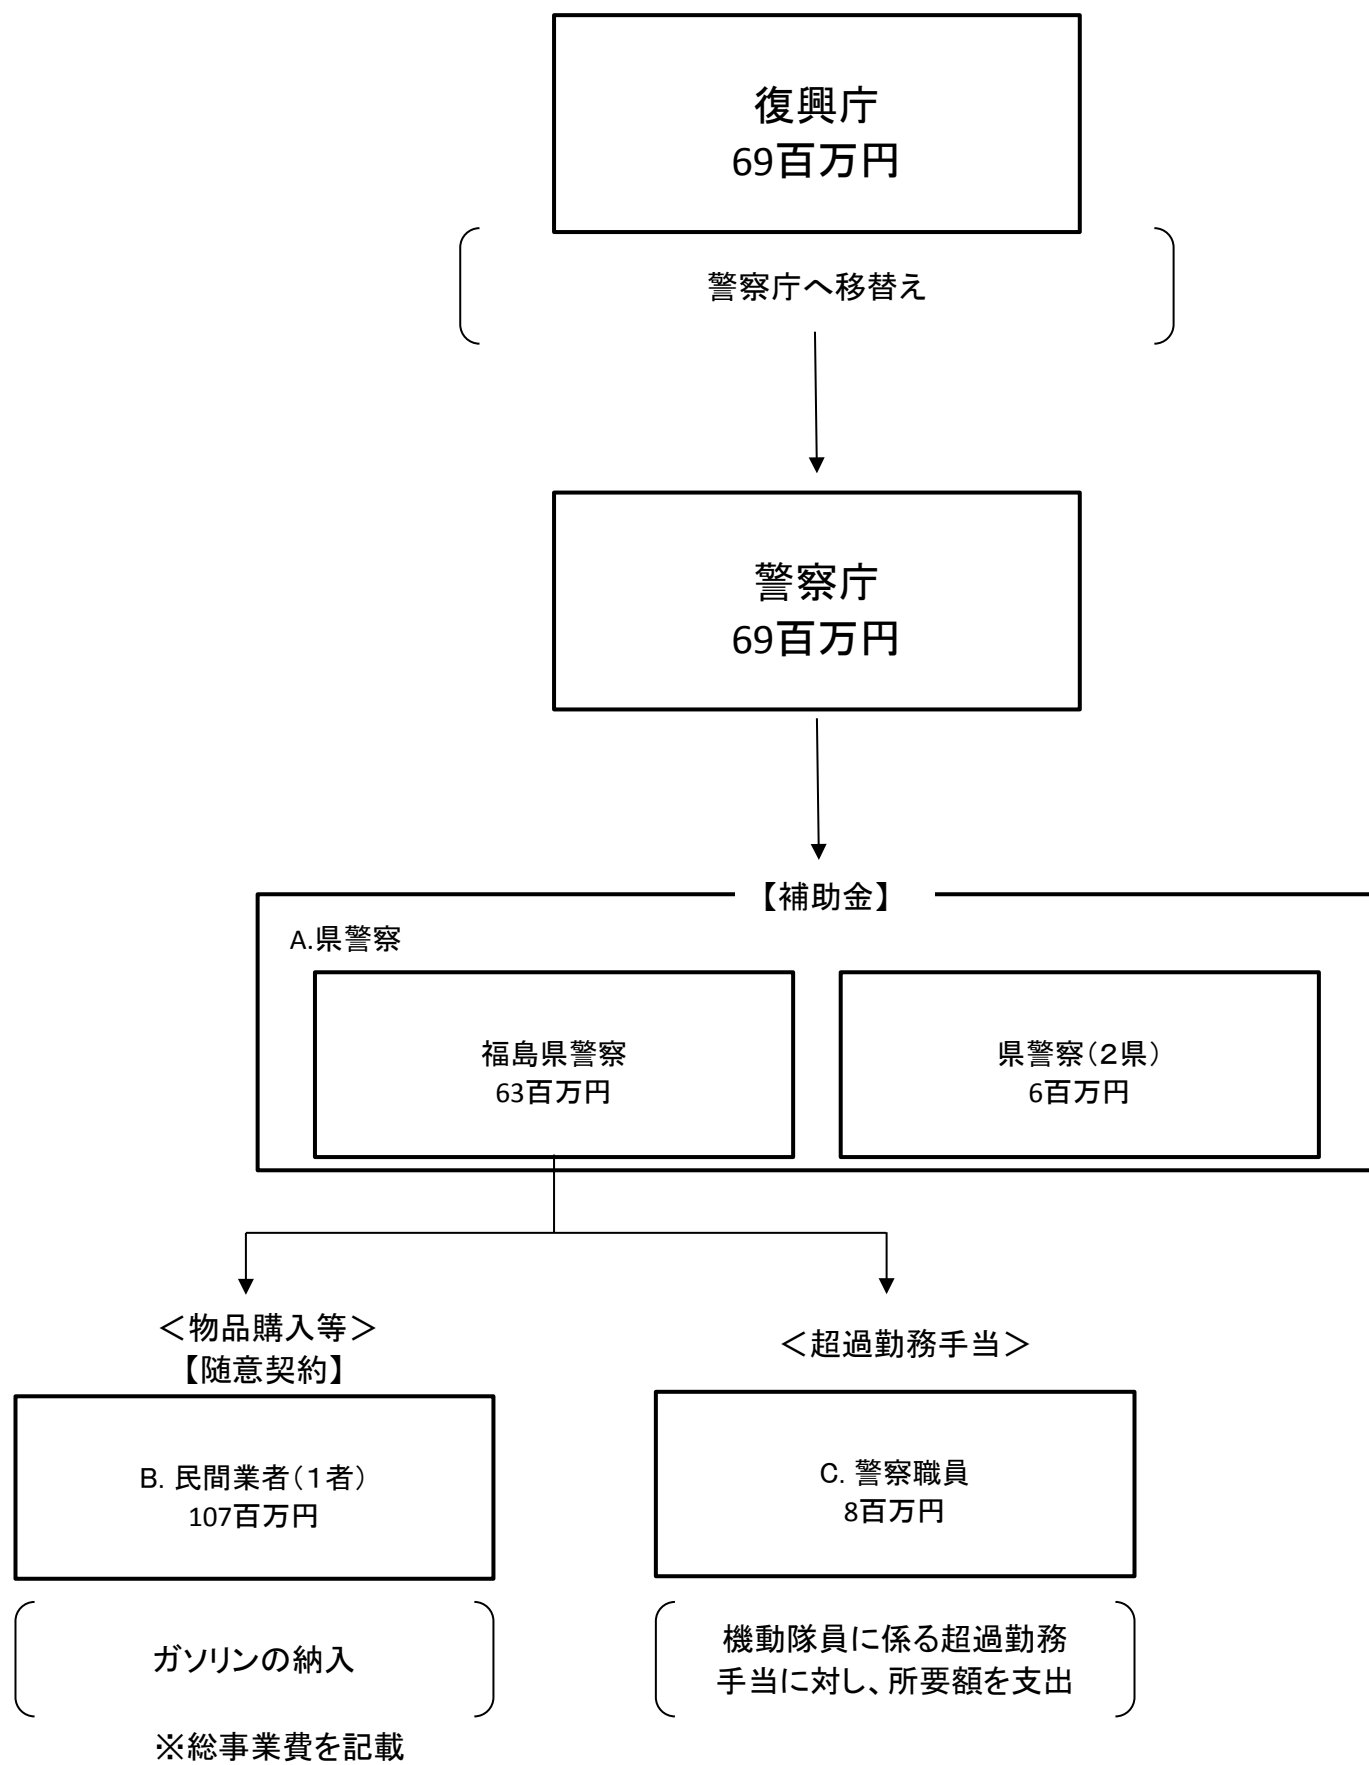 復興庁
69百万円
警察庁へ移替え
警察庁
69百万円
【補助金】
A.県警察
福島県警察
63百万円
県警察（２県）
6百万円
＜物品購入等＞
【随意契約】
＜超過勤務手当＞
B. 民間業者（１者）
107百万円
C. 警察職員
8百万円
ガソリンの納入
機動隊員に係る超過勤務
手当に対し、所要額を支出
※総事業費を記載